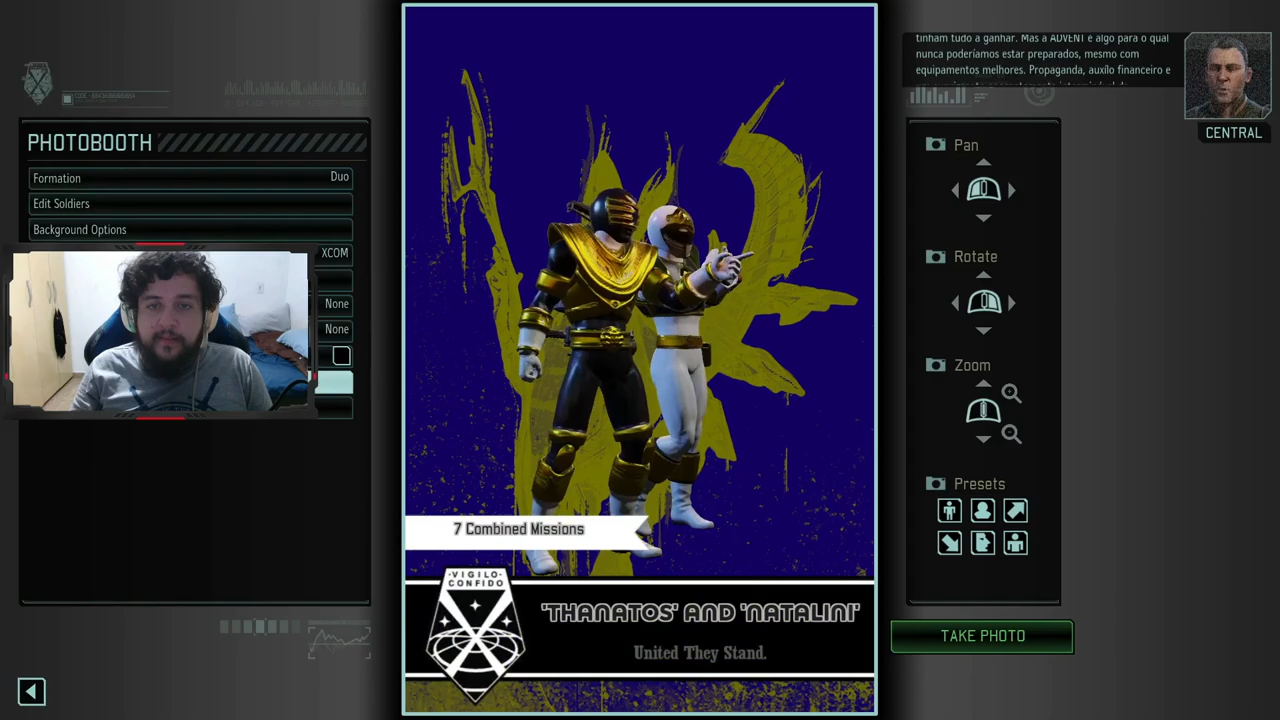 tinham tudo a ganhar. Mas a ADVENT é algo para o qual
nunca poderíamos estar preparados, mesmo com
equipamentos melhores. Propaganda, auxílo financeiro e
CENTRAL
PHOTOBOOTH
Formation Duo
Edit Soldiers
Background Options
XCOM
None
None
Pan
Rotate
Zoom
Presets
TAKE PHOTO
7 Combined Missions
VIGILO
CONFIDO
'THANATOS' AND 'NATALINI'
United They Stand.